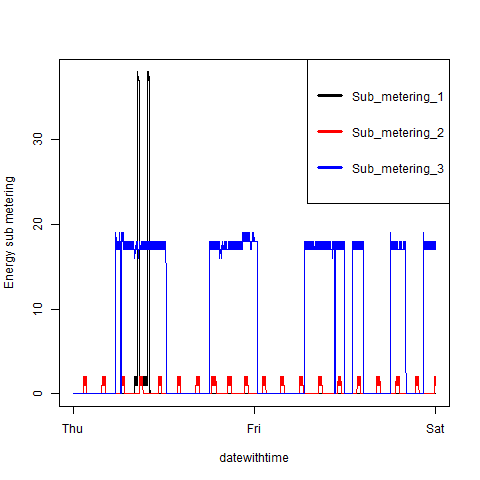 Sub_metering_1
Sub_metering_2
Sub_metering_3
Energy sub metering
30
20
10
0
Thu Fri Sat
datewithtime